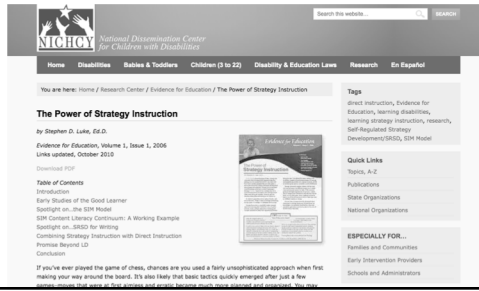 Search this website...
SEARCH
NICHCY
National Dissemination Center
for Children with Disabilities
Home
Disabilities
Babies & Toddlers
Children (3 to 22)
Disability & Education Laws
Research
En Español
You are here: Home / Research Center / Evidence for Education / The Power of Strategy Instruction
The Power of Strategy Instruction
by Stephen D. Luke, Ed.D.
Evidence for Education, Volume 1, Issue 1, 2006
Links updated, October 2010
Download PDF
Table of Contents
Introduction
Early Studies of the Good Learner
Spotlight on...the SIM Model
SIM Content Literacy Continuum: A Working Example
Spotlight on...SRSD for Writing
Combining Strategy Instruction with Direct Instruction
Promise Beyond LD
Conclusion
If you've ever played the game of chess, chances are you used a fairly unsophisticated approach when first
making your way around the board. It's also likely that basic tactics quickly emerged after just a few
games–moves that were at first aimless and erratic became much more planned and organized. You may
Evidence for Education
The Power of
Strategy Instruction
Tags
direct instruction, Evidence for
Education, learning disabilities,
learning strategy instruction, research,
Self-Regulated Strategy
Development/SRSD, SIM Model
Quick Links
Topics, A-Z
Publications
State Organizations
National Organizations
ESPECIALLY FOR...
Families and Communities
Early Intervention Providers
Schools and Administrators